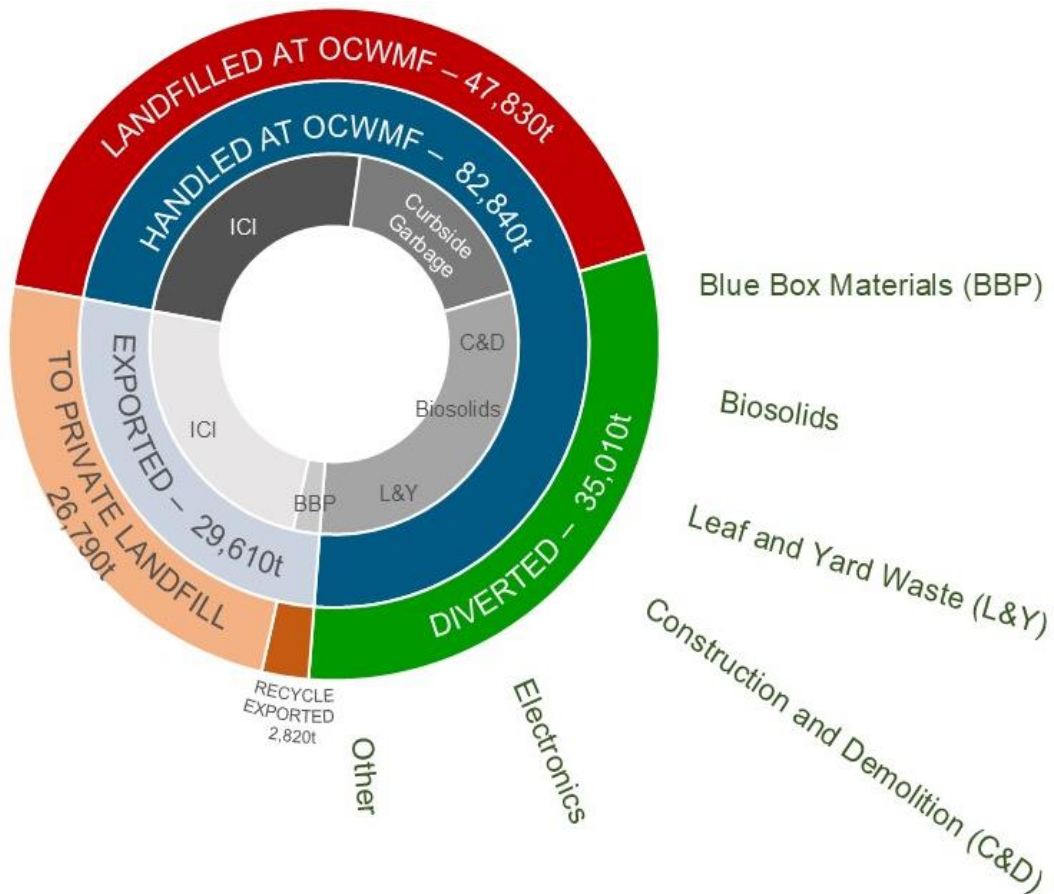 LANDFILLED AT OCWMF – 47,830t
HANDLED AT OCWMF – 82,840t
ICI
Curbside
Garbage
C&D
Biosolids
L&Y
BBP
ICI
EXPORTED – 29,610t
TO PRIVATE LANDFILL
26,790t
DIVERTED – 35,010t
RECYCLE
EXPORTED
2,820t
Blue Box Materials (BBP)
Biosolids
Leaf and Yard Waste (L&Y)
Construction and Demolition (C&D)
Electronics
Other